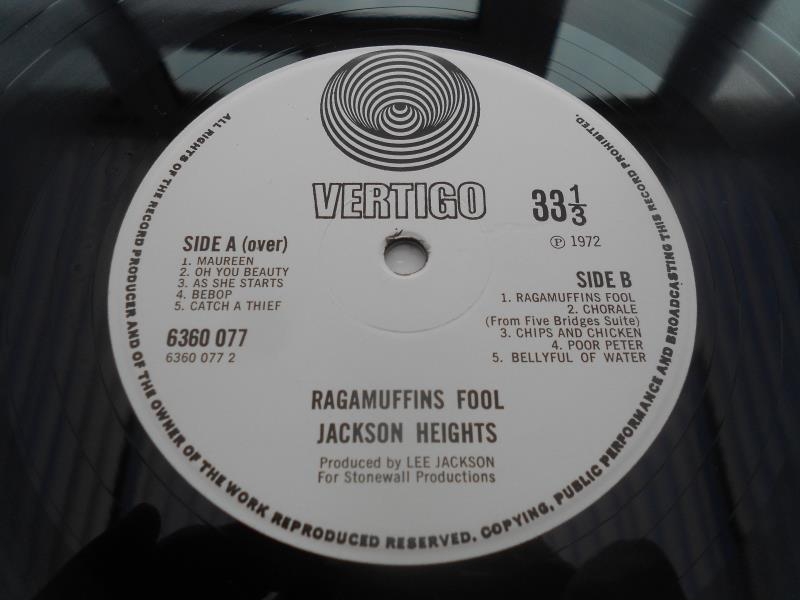 ALL RIGHTS OF THE RECORD PRODUCER AND OF THE OWNER OF THE WORK REPRODUCED RESERVED. COPYING, PUBLIC PERFORMANCE AND BROADCASTING THIS RECORD PROHIBITED.
VERTIGO
33 1/3
℗ 1972
SIDE A (over)
1. MAUREEN
2. OH YOU BEAUTY
3. AS SHE STARTS
4. BEBOP
5. CATCH A THIEF
6360 077
6360 077 2
SIDE B
1. RAGAMUFFINS FOOL
2. CHORALE
(From Five Bridges Suite)
3. CHIPS AND CHICKEN
4. POOR PETER
5. BELLYFUL OF WATER
RAGAMUFFINS FOOL
JACKSON HEIGHTS
Produced by LEE JACKSON
For Stonewall Productions